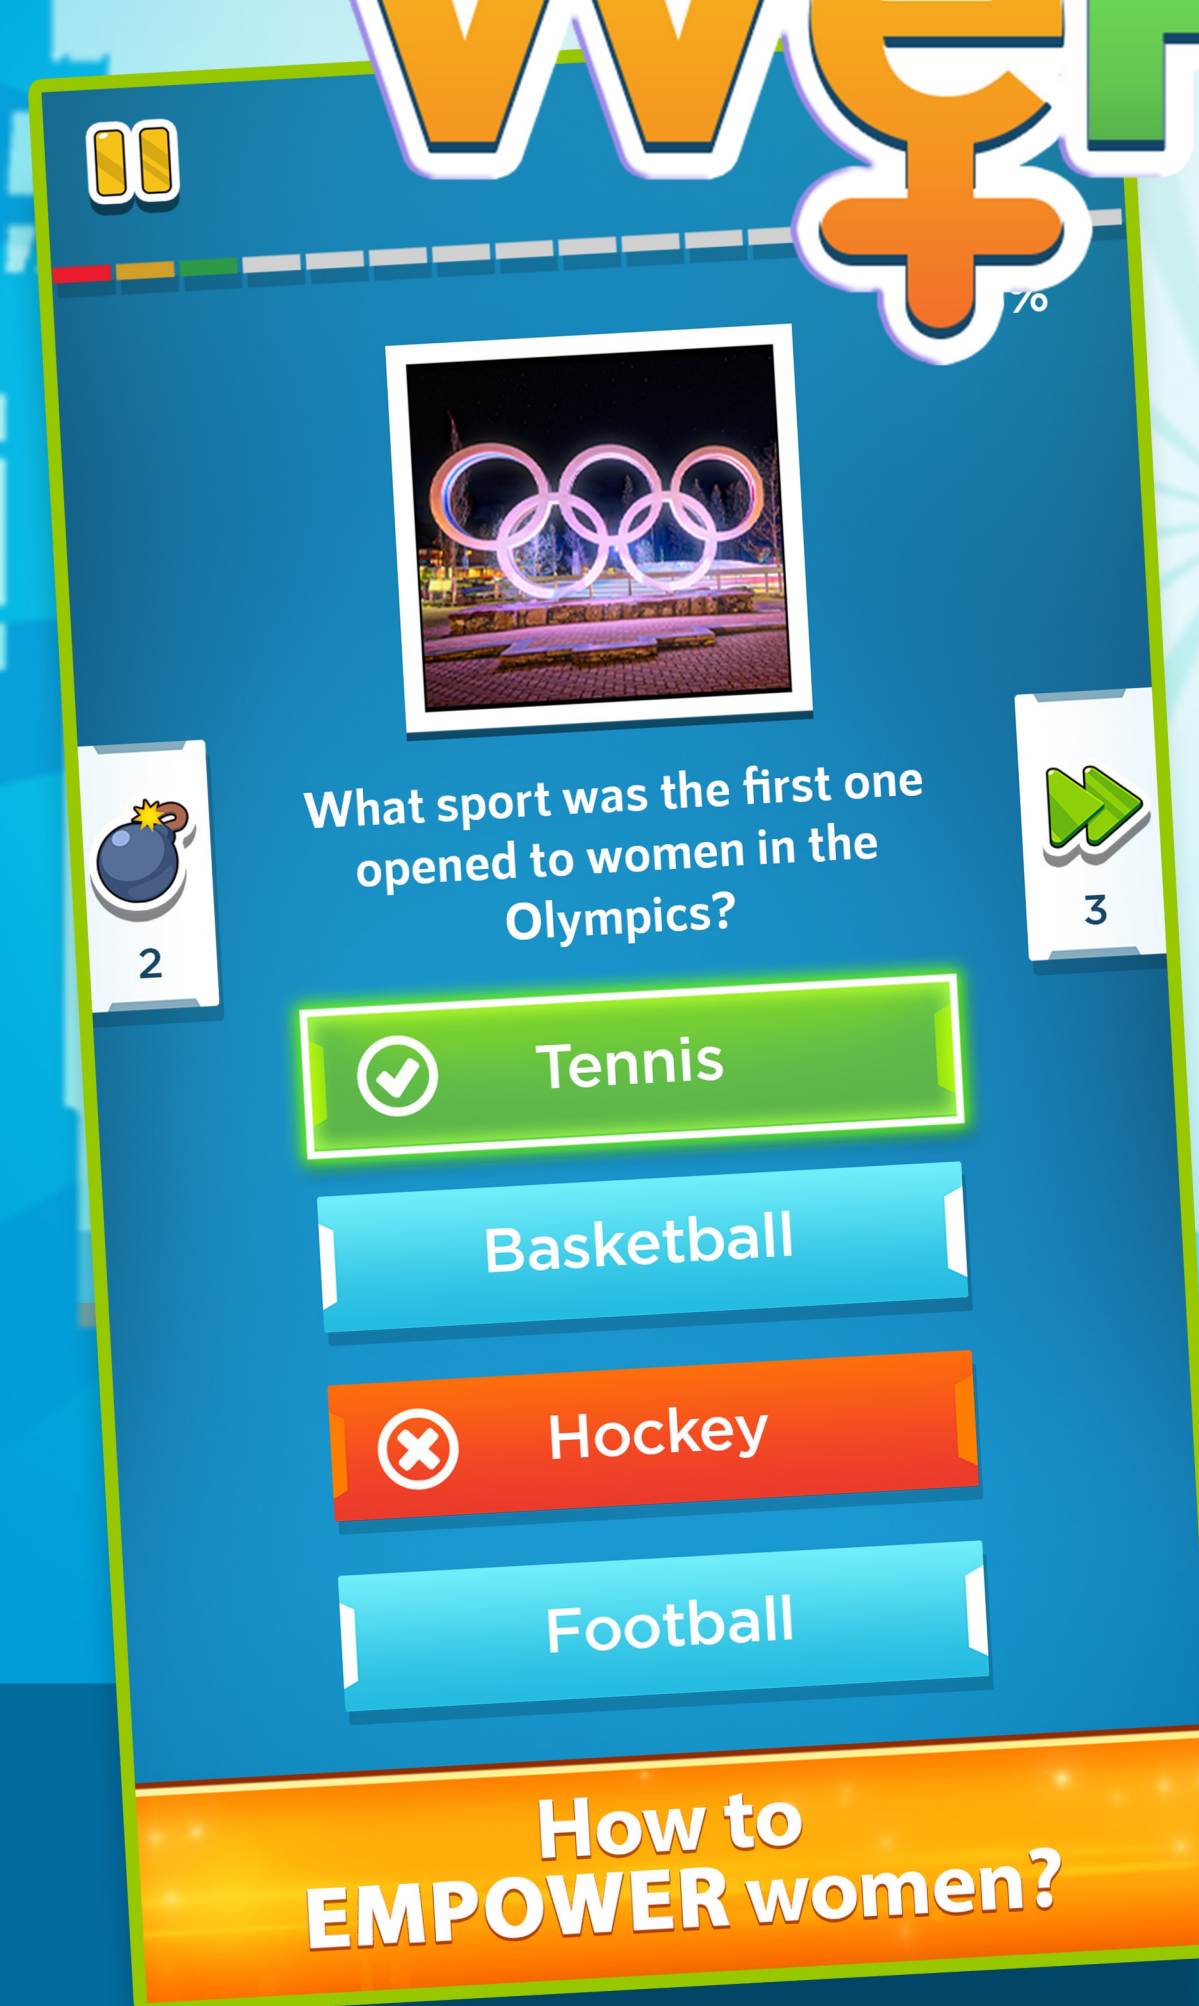 We
%
What sport was the first one
opened to women in the
Olympics?
2
3
Tennis
Basketball
Hockey
Football
How to
EMPOWER women?